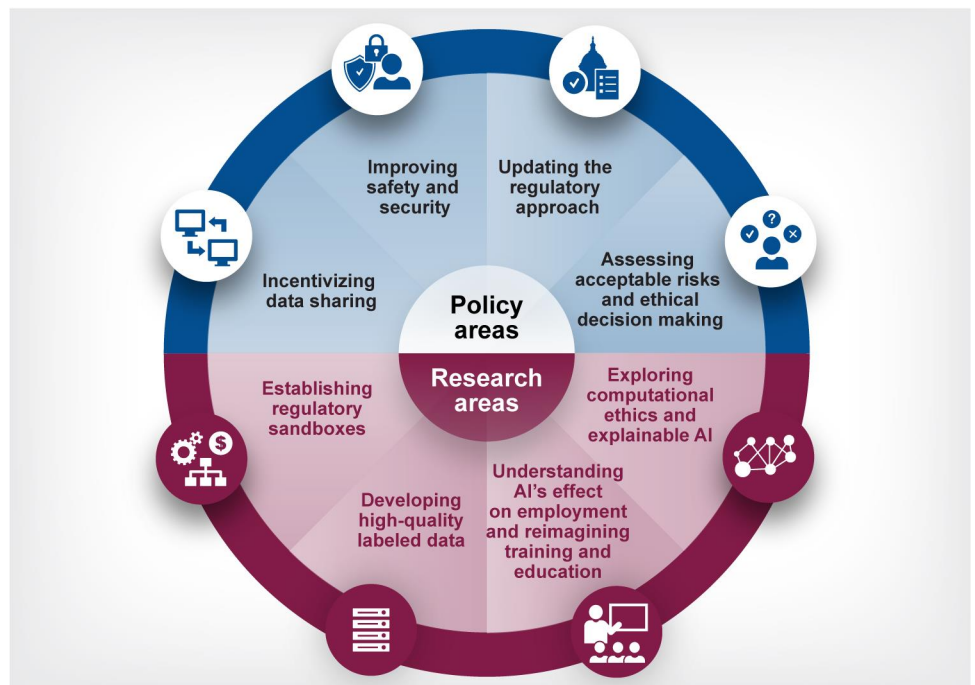 Improving
safety and
security
Updating the
regulatory
approach
Incentivizing
data sharing
Assessing
acceptable risks
and ethical
decision making
Policy
areas
Research
areas
Establishing
regulatory
sandboxes
Exploring
computational
ethics and
explainable AI
Developing
high-quality
labeled data
Understanding
AI's effect
on employment
and reimagining
training and
education
?
$